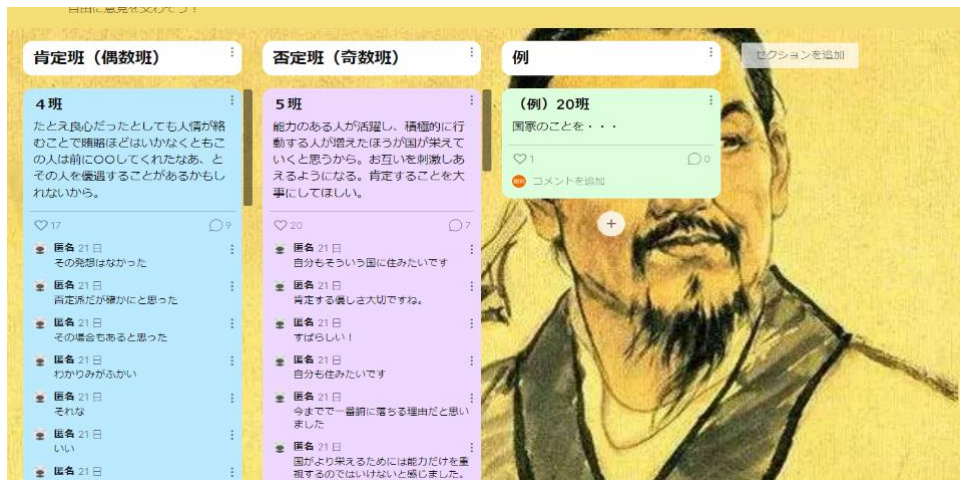 自由に意見を交わそう!
肯定班(偶数班)
4班
たとえ良心だったとしても人情が絡
むことで賄賂ほどはいかなくともこ
の人は前に〇〇してくれたなあ、と
その人を優遇することがあるかもし
れないから。
17
9
匿名 21日
その発想はなかった
匿名 21日
否定派だが確かにと思った
匿名 21日
その場合もあると思った
匿名 21日
わかりみがふかい
匿名 21日
それな
匿名 21日
いい
匿名 21日
否定班(奇数班)
5班
能力のある人が活躍し、積極的に行
動する人が増えたほうが国が栄えて
いくと思うから。お互いを刺激しあ
えるようになる。肯定することを大
事にしてほしい。
20
7
匿名 21日
自分もそういう国に住みたいです
匿名 21日
肯定する優しさ大切ですね。
匿名 21日
すばらしい!
匿名 21日
自分も住みたいです
匿名 21日
今までで一番腑に落ちる理由だと思い
ました
匿名 21日
国がより栄えるためには能力だけを重
視するのではいけないと感じました。
例
(例)20班
国家のことを・・・
1
0
コメントを追加
セクションを追加